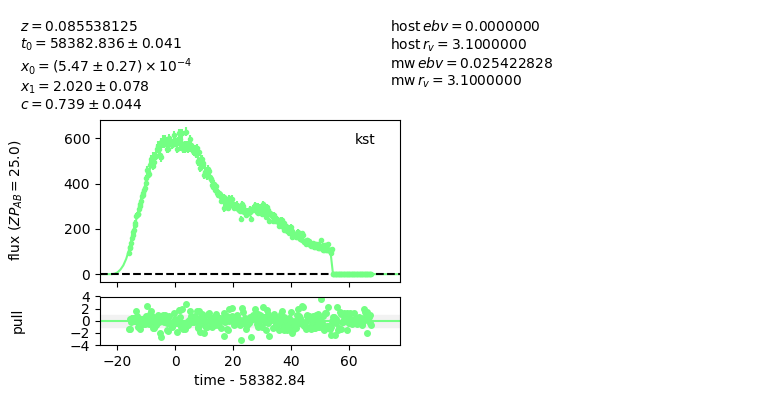 z = 0.085538125
t₀ = 58382.836 ± 0.041
x₀ = (5.47 ± 0.27) × 10⁻⁴
x₁ = 2.020 ± 0.078
c = 0.739 ± 0.044
host ebv = 0.0000000
host r_v = 3.1000000
mw ebv = 0.025422828
mw r_v = 3.1000000
kst
flux (ZP_AB = 25.0)
600
400
200
0
pull
4
2
0
−2
−4
−20 0 20 40 60
time - 58382.84